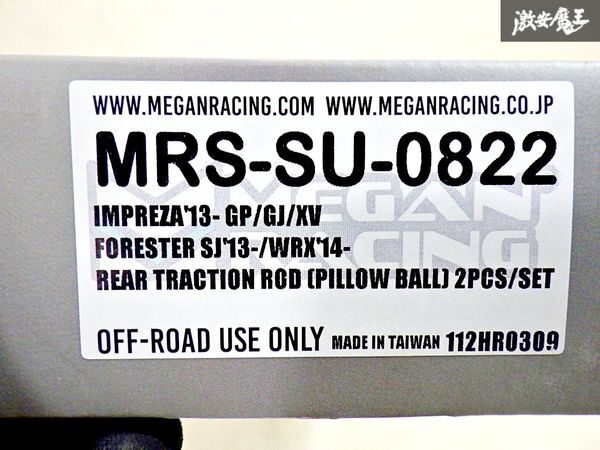 激安魔王
WWW.MEGANRACING.COM WWW.MEGANRACING.CO.JP
MRS-SU-0822
MEGAN
RACING
IMPREZA'13- GP/GJ/XV
FORESTER SJ'13-/WRX'14-
REAR TRACTION ROD (PILLOW BALL) 2PCS/SET
OFF-ROAD USE ONLY MADE IN TAIWAN 112HR0309